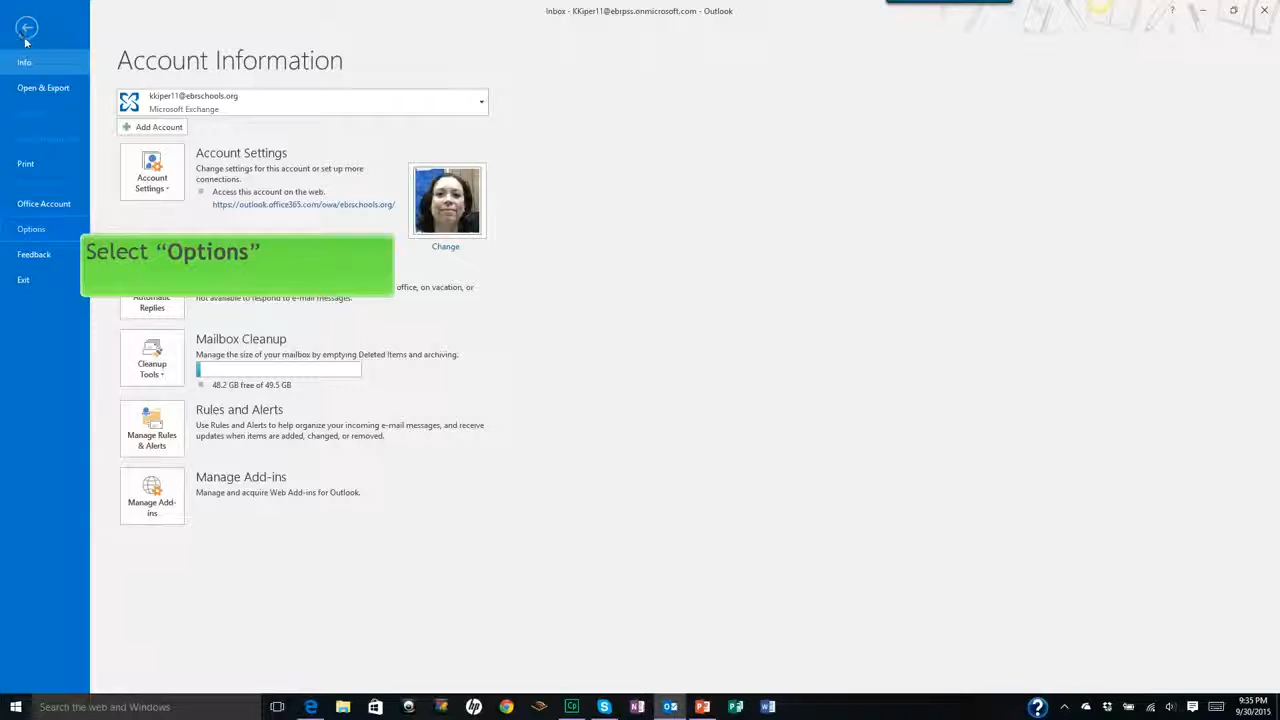 Inbox - KKiper11@ebrpss.onmicrosoft.com - Outlook
?
Info
Open & Export
Print
Office Account
Options
Feedback
Exit
Account Information
kkiper11@ebrschools.org
Microsoft Exchange
Add Account
Account
Settings
Account Settings
Change settings for this account or set up more
connections.
Access this account on the web.
https://outlook.office365.com/owa/ebrschools.org/
Change
Select “Options”
office, on vacation, or
not available to respond to e-mail messages.
Automatic
Replies
Mailbox Cleanup
Manage the size of your mailbox by emptying Deleted Items and archiving.
48.2 GB free of 49.5 GB
Cleanup
Tools
Rules and Alerts
Use Rules and Alerts to help organize your incoming e-mail messages, and receive
updates when items are added, changed, or removed.
Manage Rules
& Alerts
Manage Add-ins
Manage and acquire Web Add-ins for Outlook.
Manage Add-
ins
Search the web and Windows
9:35 PM
9/30/2015